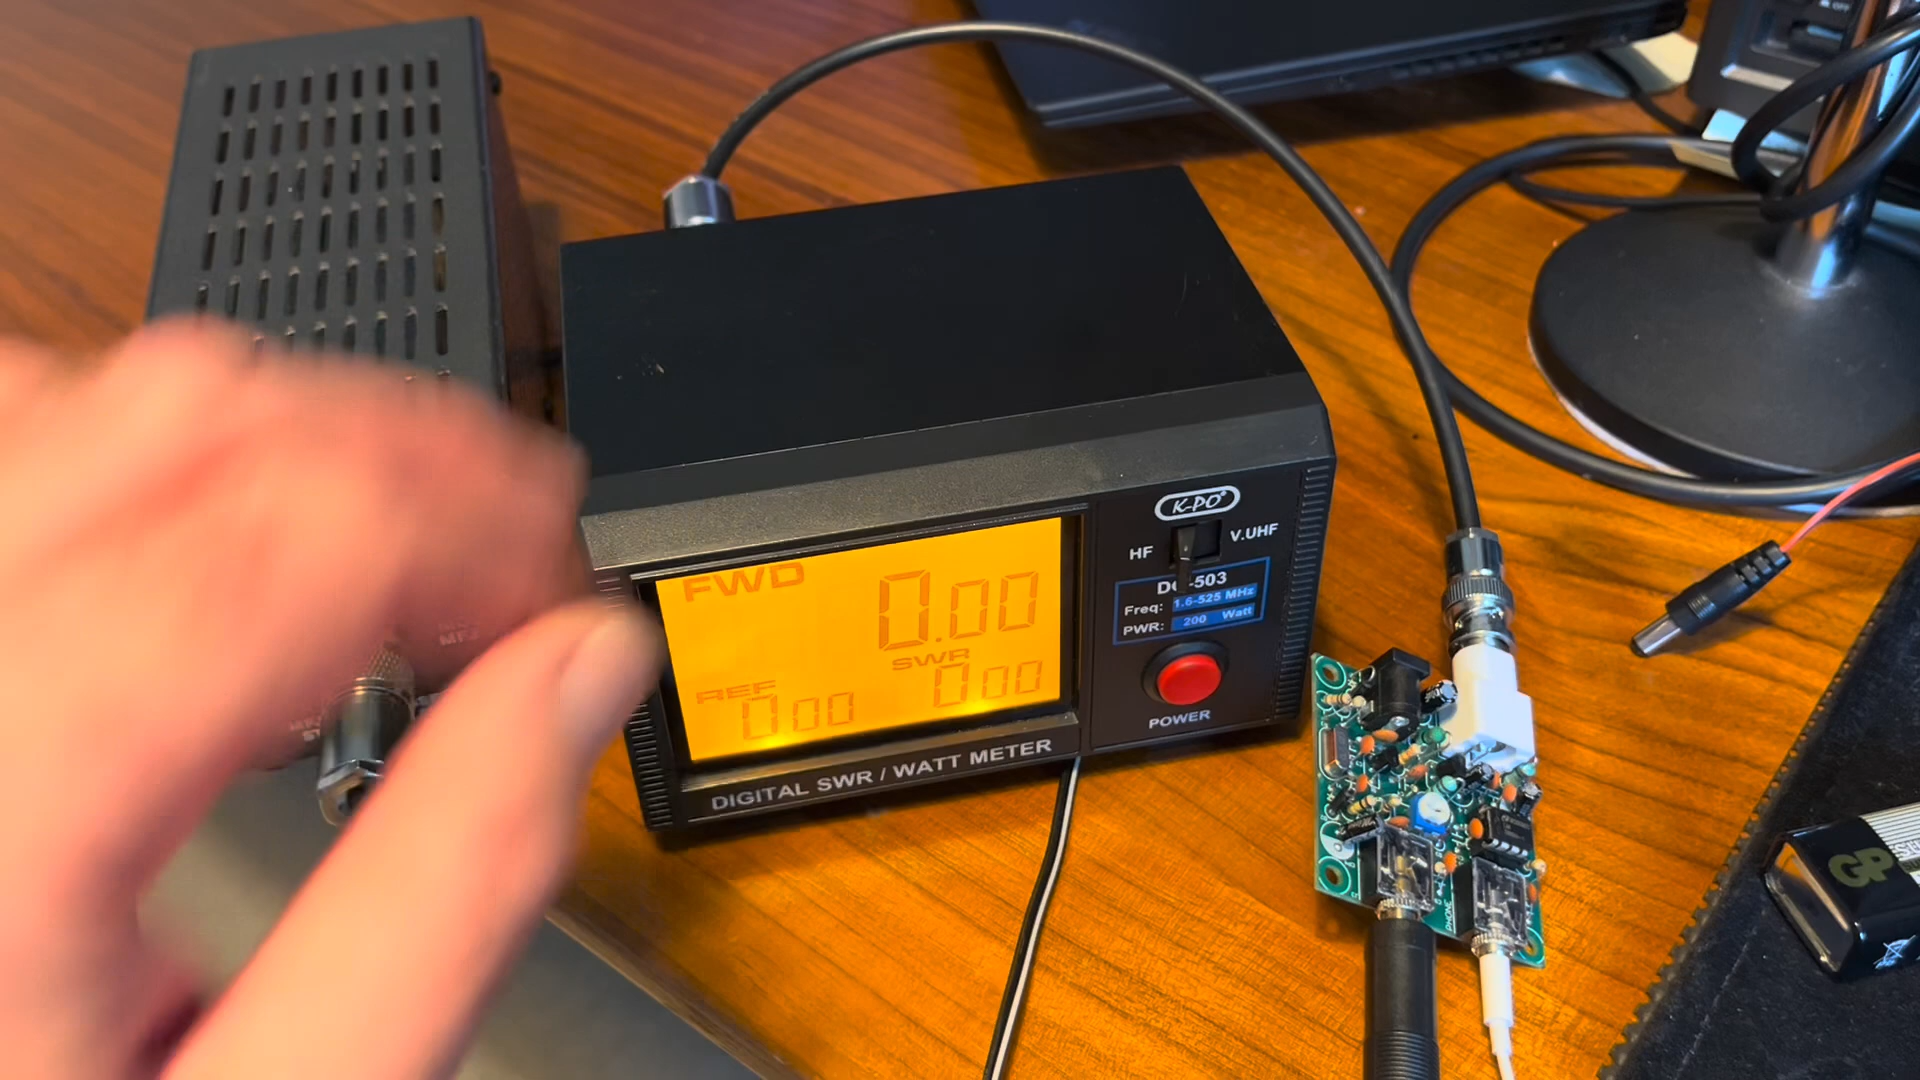 K-PO®
HF
V.UHF
FWD
0.00
SWR
REF
0.00
0.00
-503
Freq: 1.6-525 MHz
PWR: 200 Watt
POWER
DIGITAL SWR / WATT METER
PHONE
GP